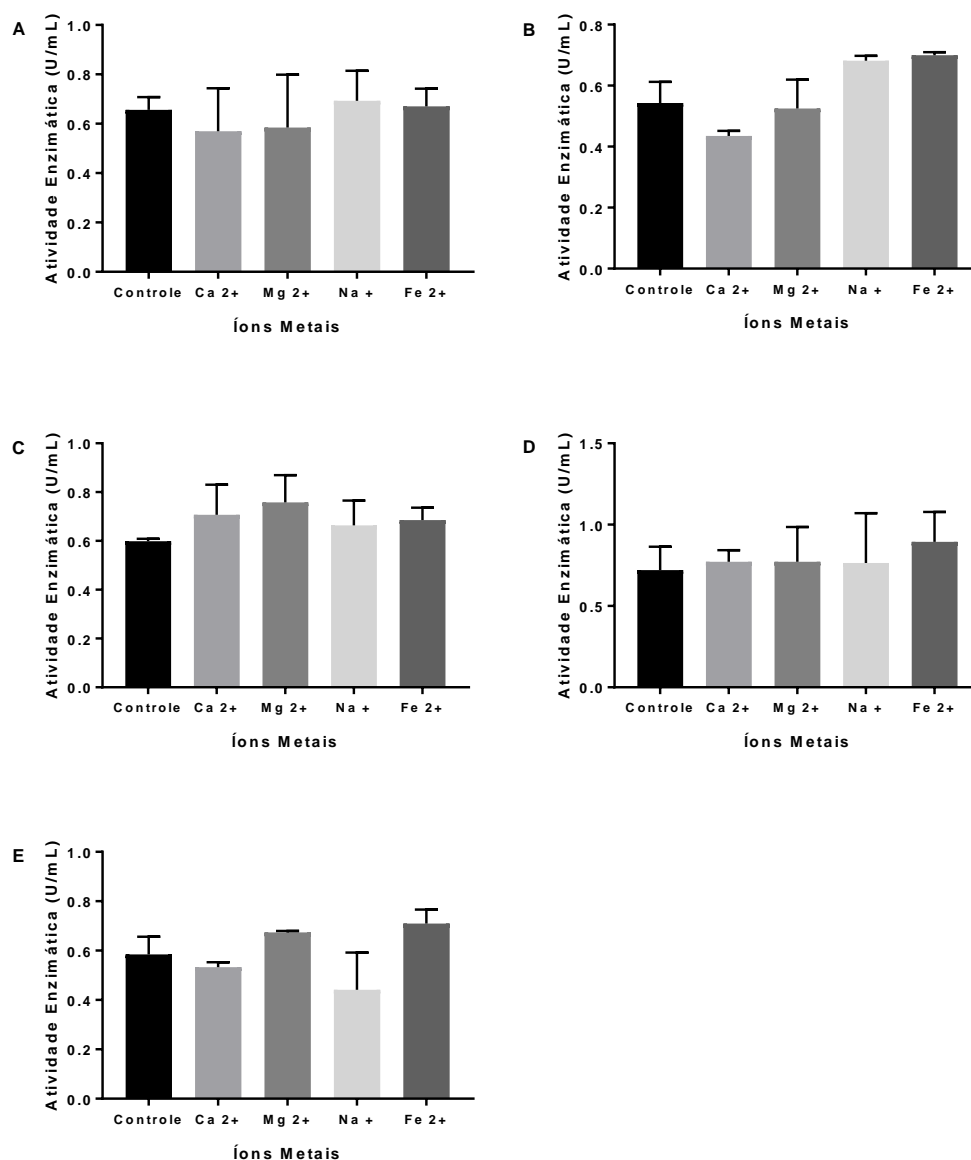 A
Atividade Enzimática (U/mL)
1.0
0.8
0.6
0.4
0.2
0.0
Controle Ca 2+ Mg 2+ Na + Fe 2+
Íons Metais
B
Atividade Enzimática (U/mL)
0.8
0.6
0.4
0.2
0.0
Controle Ca 2+ Mg 2+ Na + Fe 2+
Íons Metais
C
Atividade Enzimática (U/mL)
1.0
0.8
0.6
0.4
0.2
0.0
Controle Ca 2+ Mg 2+ Na + Fe 2+
Íons Metais
D
Atividade Enzimática (U/mL)
1.5
1.0
0.5
0.0
Controle Ca 2+ Mg 2+ Na + Fe 2+
Íons Metais
E
Atividade Enzimática (U/mL)
1.0
0.8
0.6
0.4
0.2
0.0
Controle Ca 2+ Mg 2+ Na + Fe 2+
Íons Metais